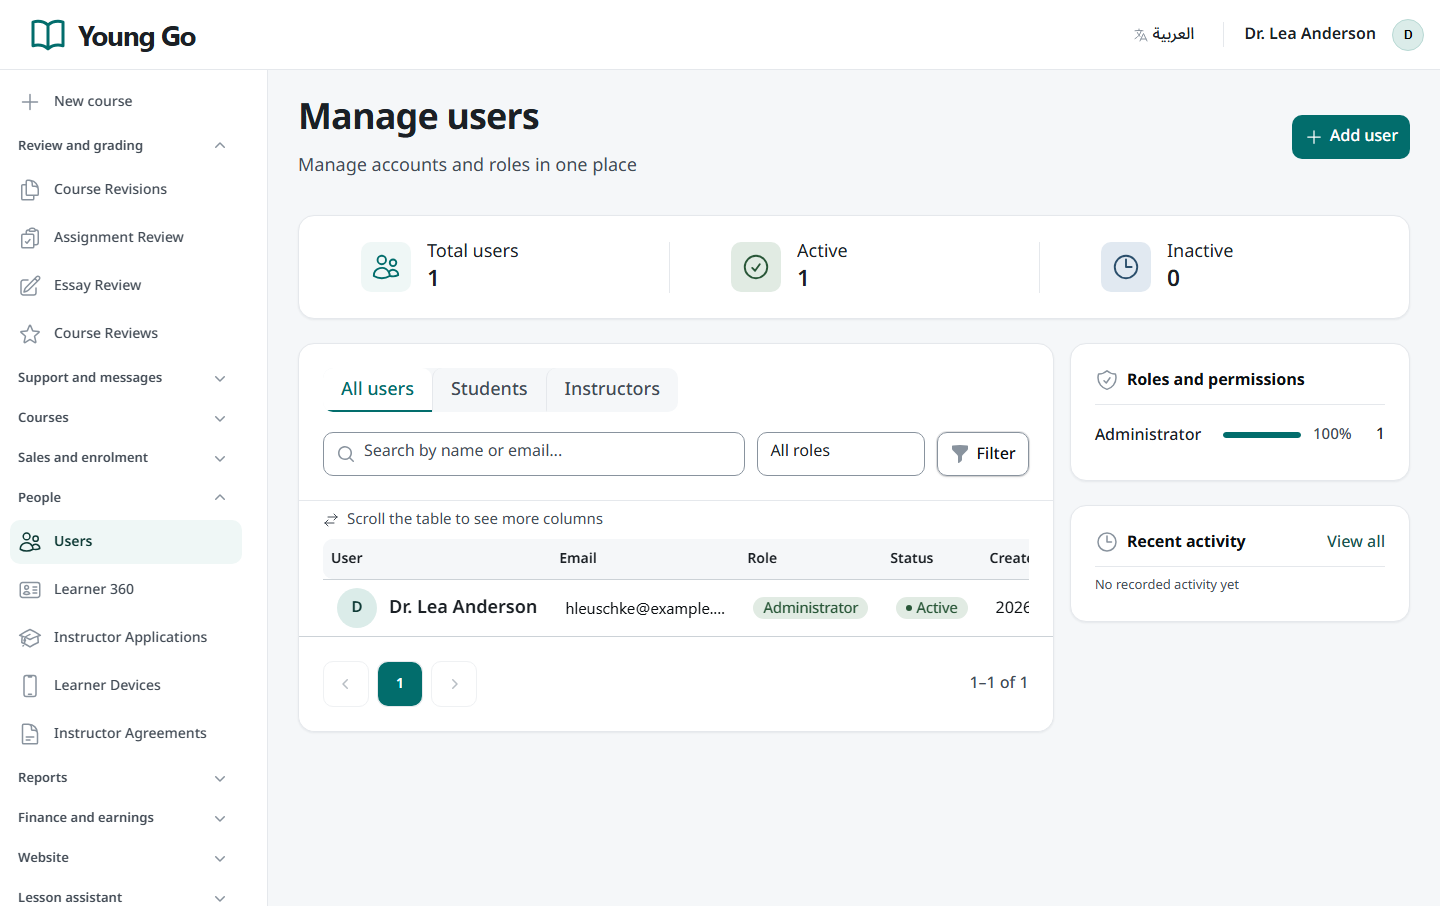 Young Go
العربية
Dr. Lea Anderson
D
New course
Review and grading
Course Revisions
Assignment Review
Essay Review
Course Reviews
Support and messages
Courses
Sales and enrolment
People
Users
Learner 360
Instructor Applications
Learner Devices
Instructor Agreements
Reports
Finance and earnings
Website
Lesson assistant
Manage users
Manage accounts and roles in one place
Add user
Total users
1
Active
1
Inactive
0
All users Students Instructors
Search by name or email...
All roles
Filter
Scroll the table to see more columns
User Email Role Status Create
D Dr. Lea Anderson hleuschke@example.... Administrator Active 2026
1
1–1 of 1
Roles and permissions
Administrator 100% 1
Recent activity View all
No recorded activity yet